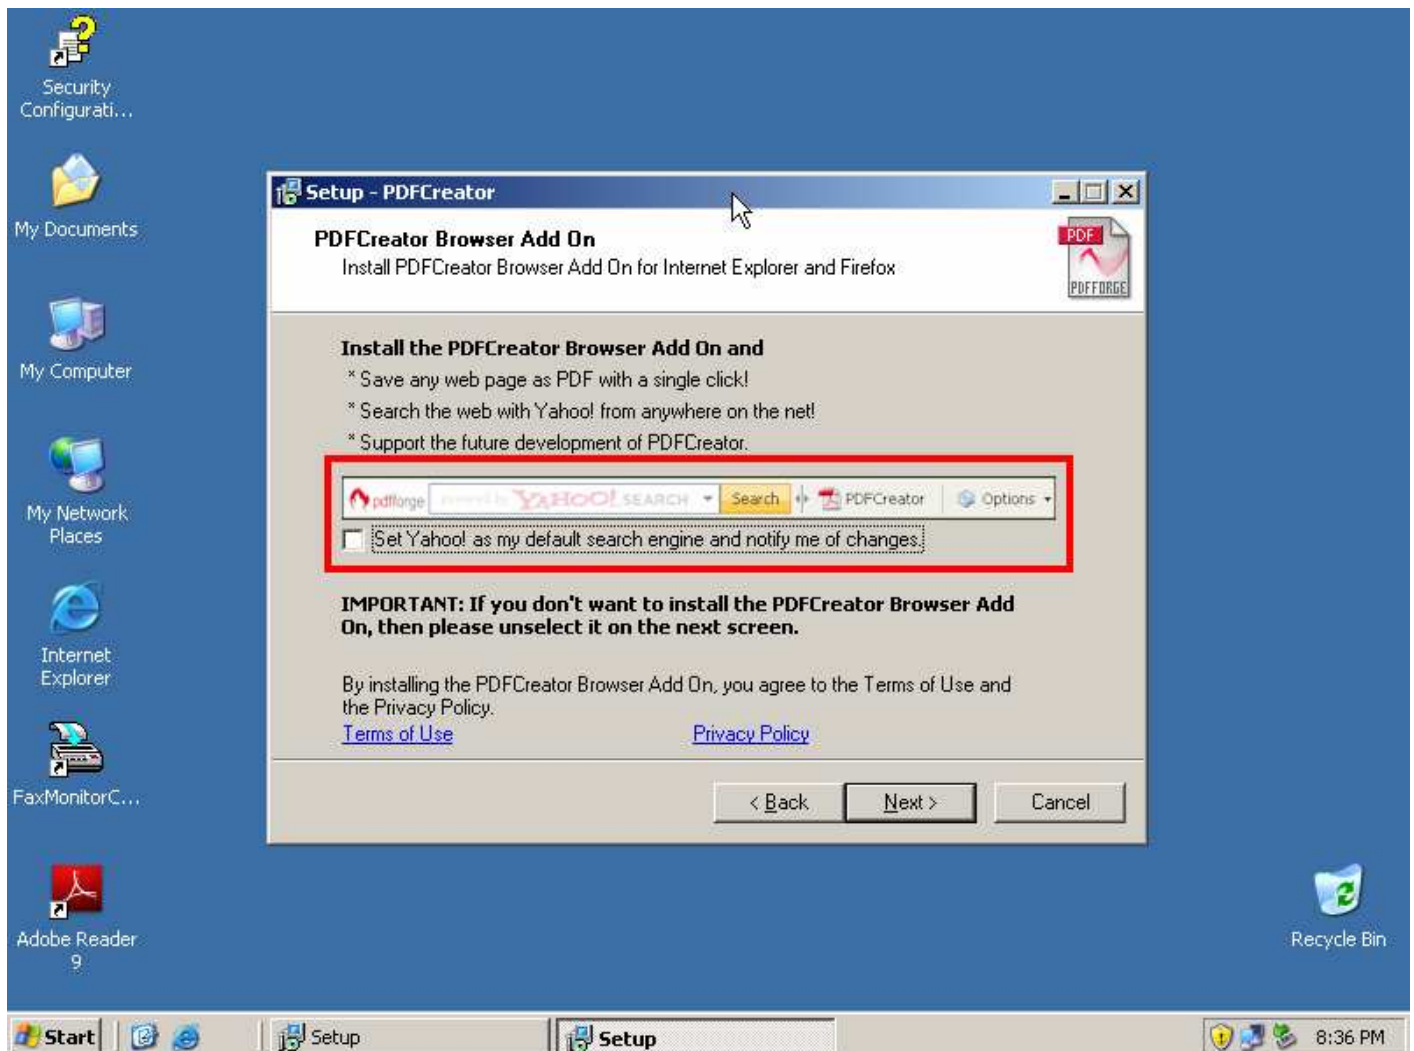 Security
Configurati...
My Documents
My Computer
My Network
Places
Internet
Explorer
FaxMonitorC...
Adobe Reader
9
Setup - PDFCreator
PDFCreator Browser Add On
Install PDFCreator Browser Add On for Internet Explorer and Firefox
PDF
PDFFORGE
Install the PDFCreator Browser Add On and
* Save any web page as PDF with a single click!
* Search the web with Yahoo! from anywhere on the net!
* Support the future development of PDFCreator.
pdfforge powered by YAHOO! SEARCH Search PDFCreator Options
Set Yahoo! as my default search engine and notify me of changes.
IMPORTANT: If you don't want to install the PDFCreator Browser Add
On, then please unselect it on the next screen.
By installing the PDFCreator Browser Add On, you agree to the Terms of Use and
the Privacy Policy.
Terms of Use Privacy Policy
< Back Next > Cancel
Recycle Bin
Start Setup Setup 8:36 PM